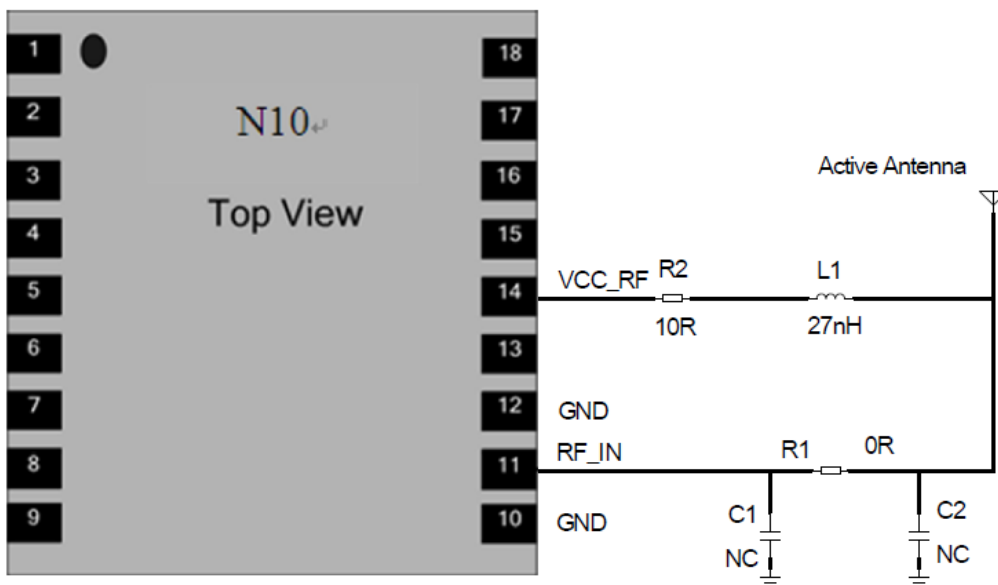 1
2
3
4
5
6
7
8
9
N10↵
Top View
18
17
16
15
14
13
12
11
10
Active Antenna
VCC_RF
R2
L1
10R
27nH
GND
RF_IN
R1
0R
GND
C1
C2
NC
NC